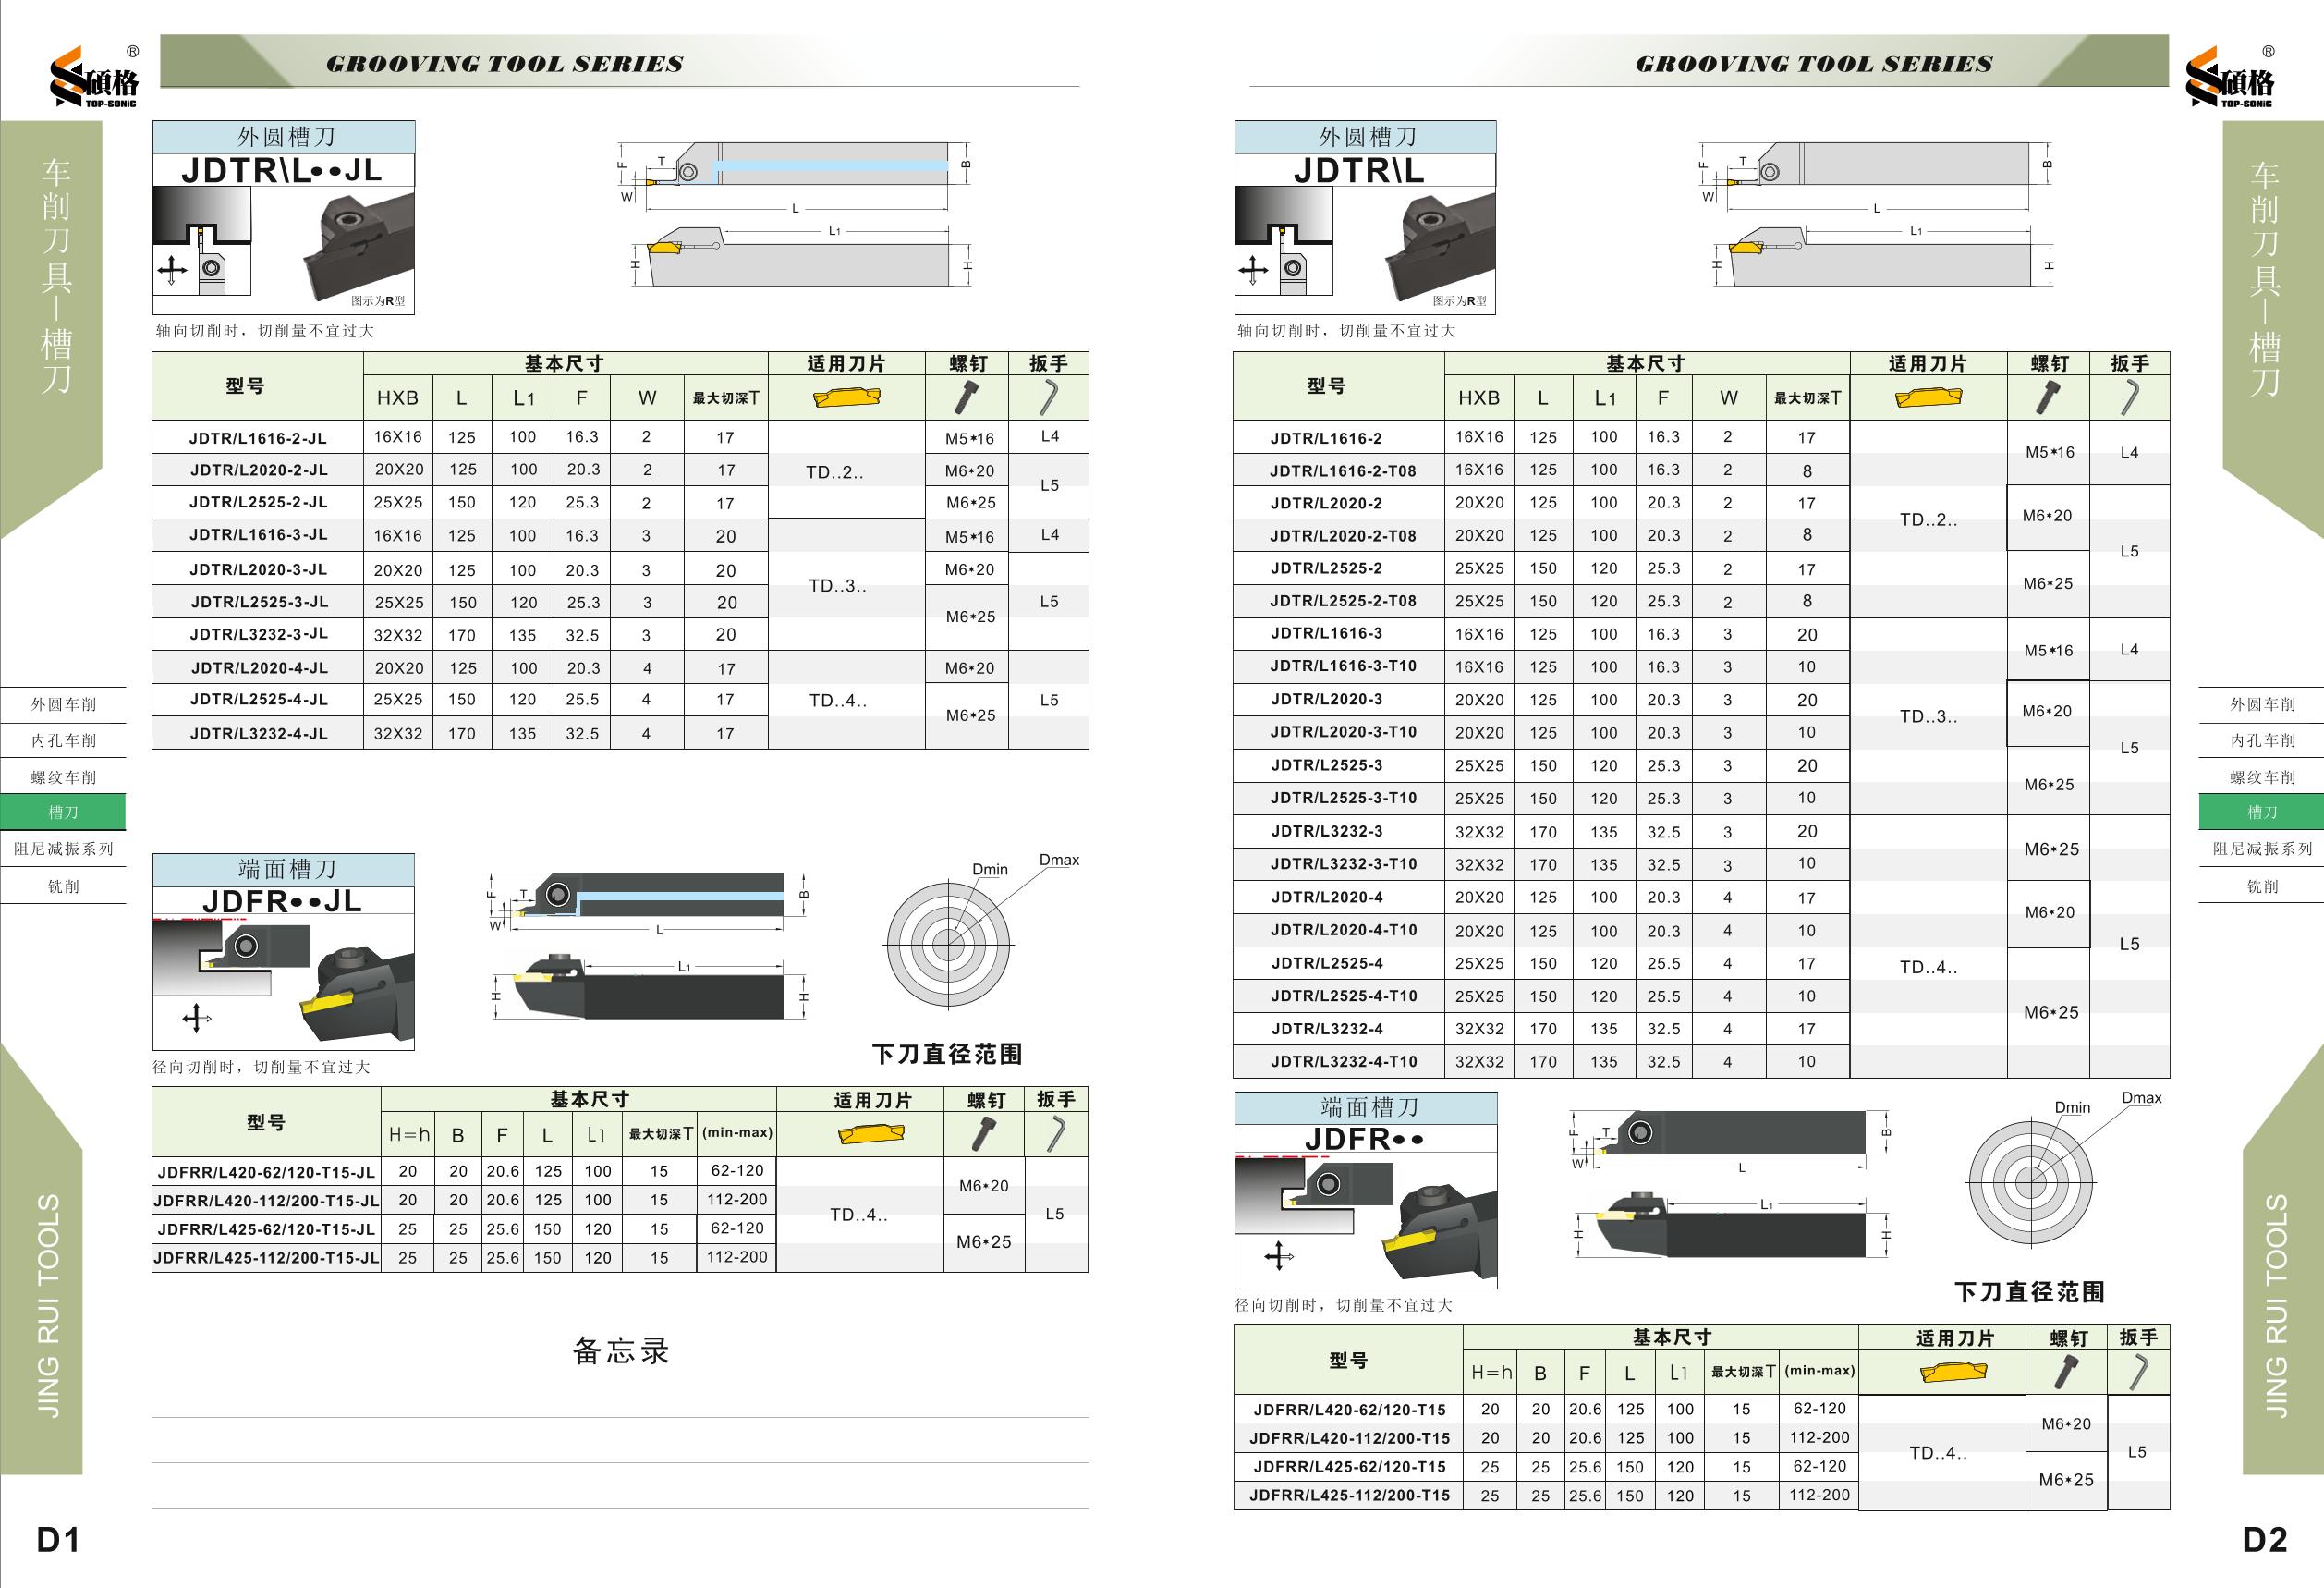 碩格
TOP-SONIC
®
GROOVING TOOL SERIES
车削刀具—槽刀
外圆车削
内孔车削
螺纹车削
槽刀
阻尼减振系列
铣削
JING RUI TOOLS
D1
外圆槽刀
JDTR\L••JL
图示为R型
轴向切削时，切削量不宜过大
F T W B
L
L1
H H
型号 基本尺寸 适用刀片 螺钉 扳手
HXB L L1 F W 最大切深T
JDTR/L1616-2-JL 16X16 125 100 16.3 2 17 TD..2.. M5*16 L4
JDTR/L2020-2-JL 20X20 125 100 20.3 2 17 M6*20 L5
JDTR/L2525-2-JL 25X25 150 120 25.3 2 17 M6*25
JDTR/L1616-3-JL 16X16 125 100 16.3 3 20 TD..3.. M5*16 L4
JDTR/L2020-3-JL 20X20 125 100 20.3 3 20 M6*20 L5
JDTR/L2525-3-JL 25X25 150 120 25.3 3 20 M6*25
JDTR/L3232-3-JL 32X32 170 135 32.5 3 20
JDTR/L2020-4-JL 20X20 125 100 20.3 4 17 TD..4.. M6*20 L5
JDTR/L2525-4-JL 25X25 150 120 25.5 4 17 M6*25
JDTR/L3232-4-JL 32X32 170 135 32.5 4 17
端面槽刀
JDFR••JL
径向切削时，切削量不宜过大
F T W B
L
L1
H H
Dmin
Dmax
下刀直径范围
型号 基本尺寸 适用刀片 螺钉 扳手
H=h B F L L1 最大切深T (min-max)
JDFRR/L420-62/120-T15-JL 20 20 20.6 125 100 15 62-120 TD..4.. M6*20 L5
JDFRR/L420-112/200-T15-JL 20 20 20.6 125 100 15 112-200
JDFRR/L425-62/120-T15-JL 25 25 25.6 150 120 15 62-120 M6*25
JDFRR/L425-112/200-T15-JL 25 25 25.6 150 120 15 112-200
备忘录
GROOVING TOOL SERIES
碩格
TOP-SONIC
®
外圆槽刀
JDTR\L
图示为R型
轴向切削时，切削量不宜过大
F T W B
L
L1
H H
型号 基本尺寸 适用刀片 螺钉 扳手
HXB L L1 F W 最大切深T
JDTR/L1616-2 16X16 125 100 16.3 2 17 TD..2.. M5*16 L4
JDTR/L1616-2-T08 16X16 125 100 16.3 2 8
JDTR/L2020-2 20X20 125 100 20.3 2 17 M6*20 L5
JDTR/L2020-2-T08 20X20 125 100 20.3 2 8
JDTR/L2525-2 25X25 150 120 25.3 2 17 M6*25
JDTR/L2525-2-T08 25X25 150 120 25.3 2 8
JDTR/L1616-3 16X16 125 100 16.3 3 20 TD..3.. M5*16 L4
JDTR/L1616-3-T10 16X16 125 100 16.3 3 10
JDTR/L2020-3 20X20 125 100 20.3 3 20 M6*20 L5
JDTR/L2020-3-T10 20X20 125 100 20.3 3 10
JDTR/L2525-3 25X25 150 120 25.3 3 20 M6*25
JDTR/L2525-3-T10 25X25 150 120 25.3 3 10
JDTR/L3232-3 32X32 170 135 32.5 3 20 TD..4.. M6*25 L5
JDTR/L3232-3-T10 32X32 170 135 32.5 3 10
JDTR/L2020-4 20X20 125 100 20.3 4 17 M6*20
JDTR/L2020-4-T10 20X20 125 100 20.3 4 10
JDTR/L2525-4 25X25 150 120 25.5 4 17 M6*25
JDTR/L2525-4-T10 25X25 150 120 25.5 4 10
JDTR/L3232-4 32X32 170 135 32.5 4 17
JDTR/L3232-4-T10 32X32 170 135 32.5 4 10
端面槽刀
JDFR••
径向切削时，切削量不宜过大
F T W B
L
L1
H H
Dmin
Dmax
下刀直径范围
型号 基本尺寸 适用刀片 螺钉 扳手
H=h B F L L1 最大切深T (min-max)
JDFRR/L420-62/120-T15 20 20 20.6 125 100 15 62-120 TD..4.. M6*20 L5
JDFRR/L420-112/200-T15 20 20 20.6 125 100 15 112-200
JDFRR/L425-62/120-T15 25 25 25.6 150 120 15 62-120 M6*25
JDFRR/L425-112/200-T15 25 25 25.6 150 120 15 112-200
车削刀具—槽刀
外圆车削
内孔车削
螺纹车削
槽刀
阻尼减振系列
铣削
JING RUI TOOLS
D2